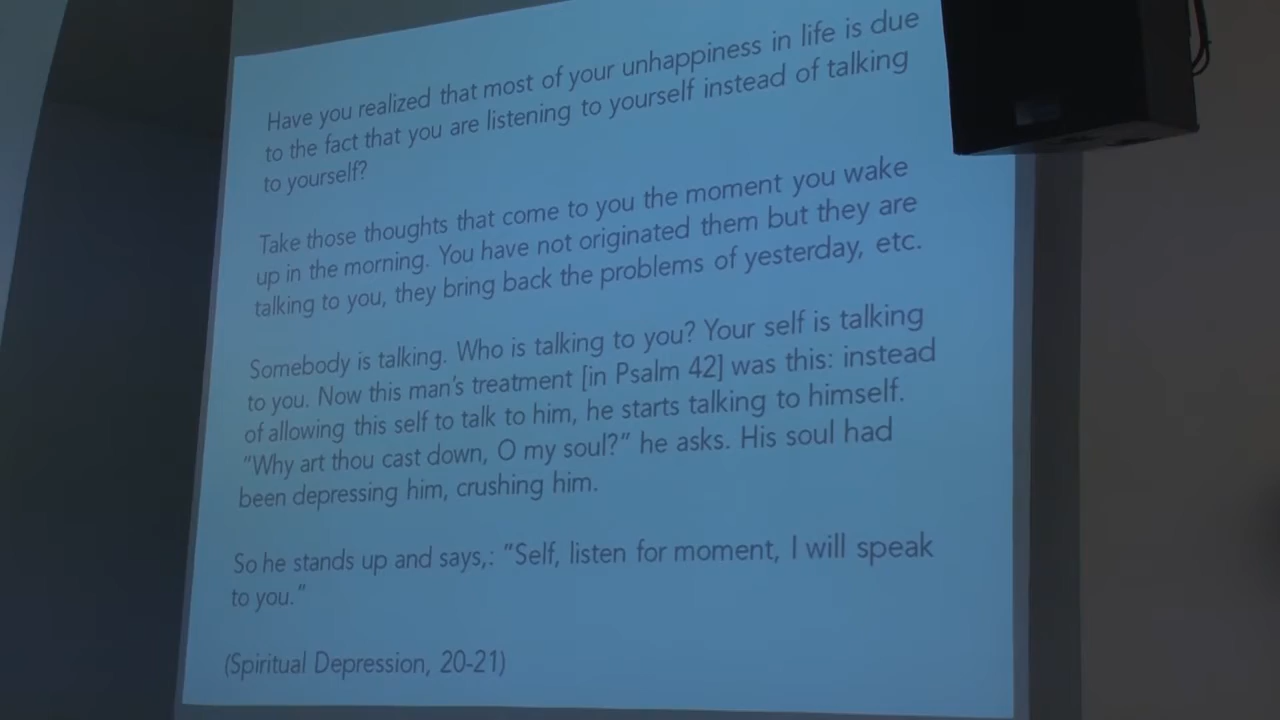 Have you realized that most of your unhappiness in life is due
to the fact that you are listening to yourself instead of talking
to yourself?
Take those thoughts that come to you the moment you wake
up in the morning. You have not originated them but they are
talking to you, they bring back the problems of yesterday, etc.
Somebody is talking. Who is talking to you? Your self is talking
to you. Now this man's treatment [in Psalm 42] was this: instead
of allowing this self to talk to him, he starts talking to himself.
"Why art thou cast down, O my soul?" he asks. His soul had
been depressing him, crushing him.
So he stands up and says,: "Self, listen for moment, I will speak
to you."
(Spiritual Depression, 20-21)